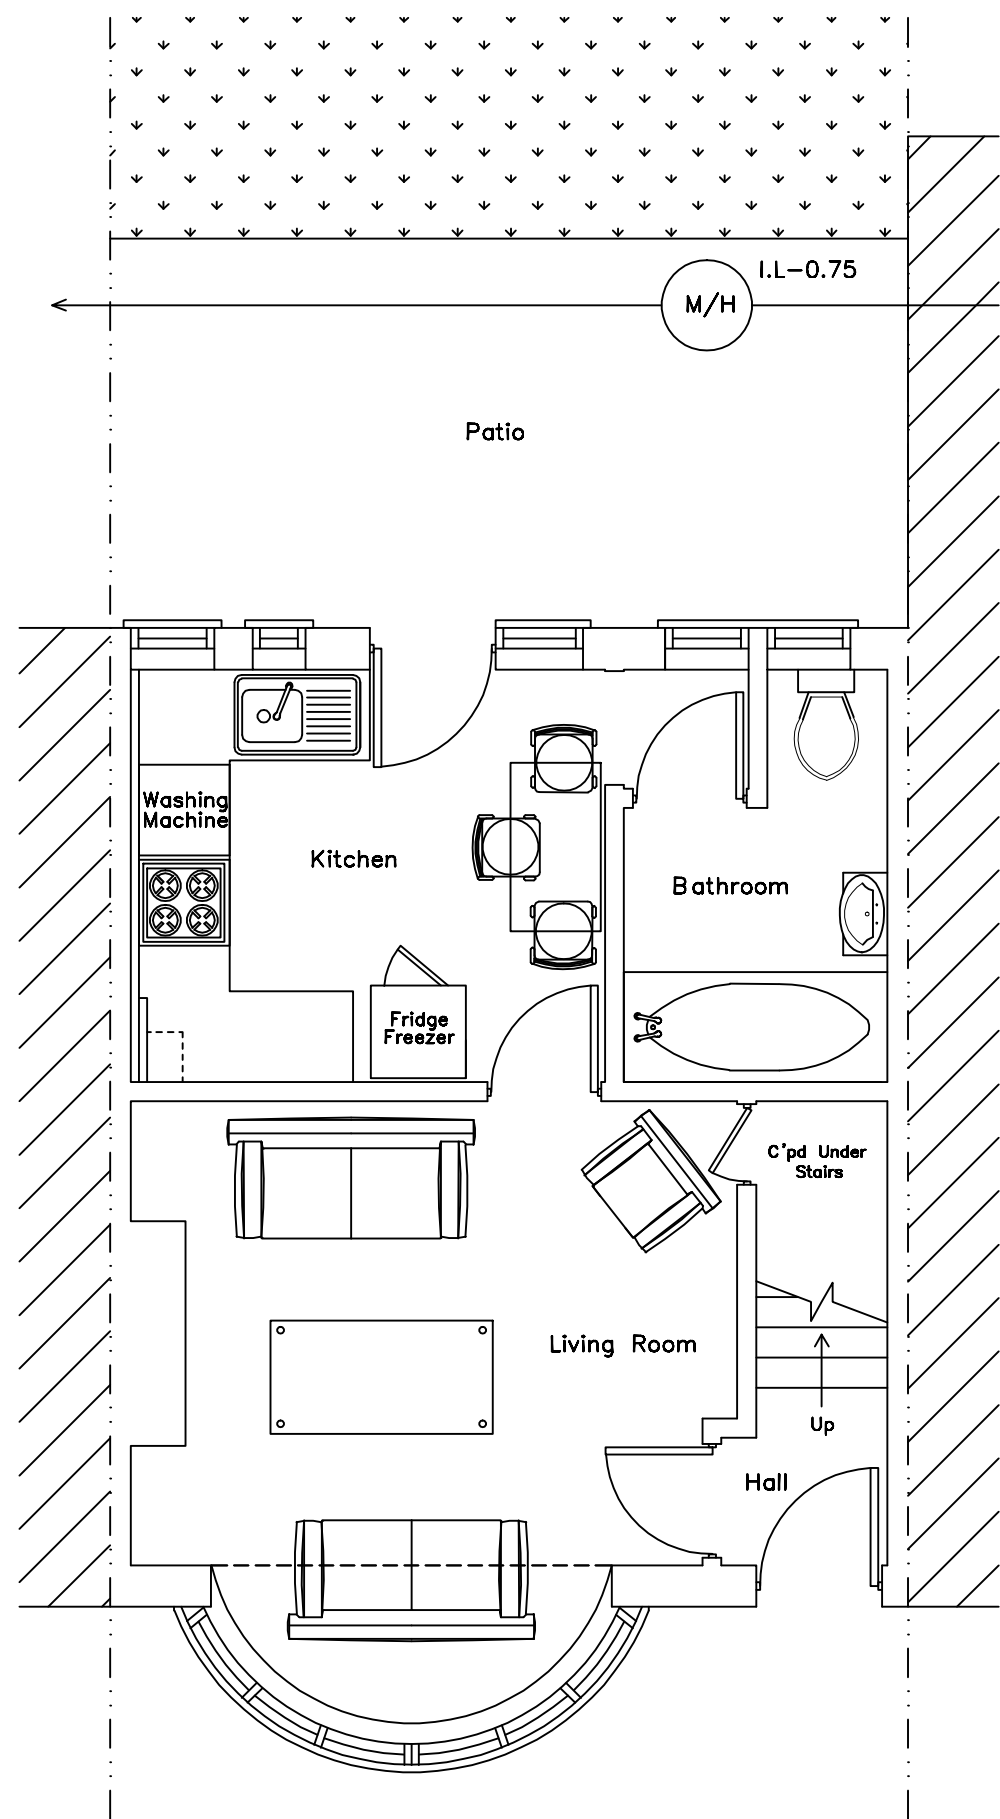 I.L-0.75
M/H
Patio
Washing
Machine
Kitchen
Bathroom
Fridge
Freezer
C'pd Under
Stairs
Living Room
Up
Hall